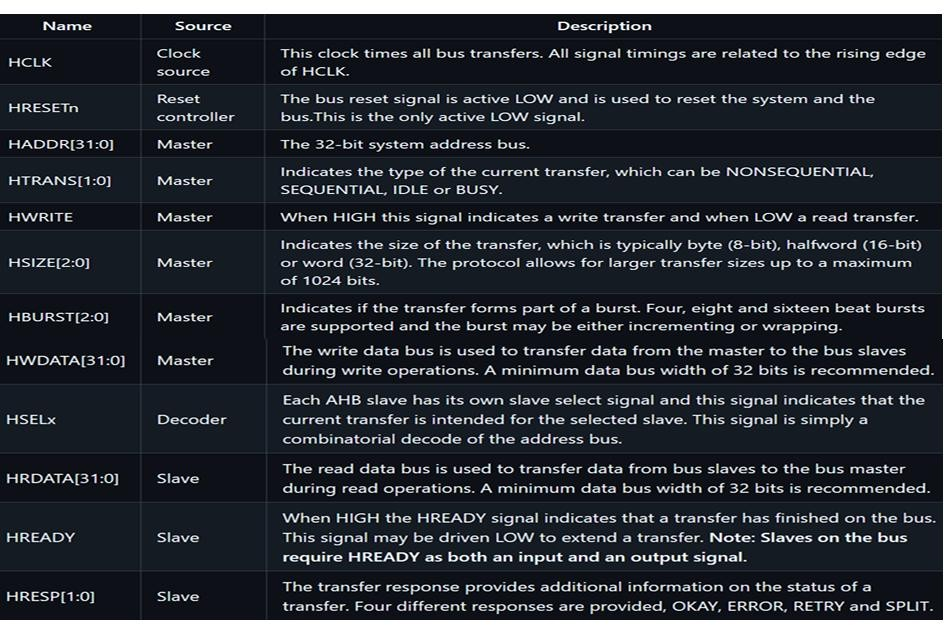 Name Source Description
HCLK Clock source This clock times all bus transfers. All signal timings are related to the rising edge
of HCLK.
HRESETn Reset controller The bus reset signal is active LOW and is used to reset the system and the
bus.This is the only active LOW signal.
HADDR[31:0] Master The 32-bit system address bus.
HTRANS[1:0] Master Indicates the type of the current transfer, which can be NONSEQUENTIAL,
SEQUENTIAL, IDLE or BUSY.
HWRITE Master When HIGH this signal indicates a write transfer and when LOW a read transfer.
HSIZE[2:0] Master Indicates the size of the transfer, which is typically byte (8-bit), halfword (16-bit)
or word (32-bit). The protocol allows for larger transfer sizes up to a maximum
of 1024 bits.
HBURST[2:0] Master Indicates if the transfer forms part of a burst. Four, eight and sixteen beat bursts
are supported and the burst may be either incrementing or wrapping.
HWDATA[31:0] Master The write data bus is used to transfer data from the master to the bus slaves
during write operations. A minimum data bus width of 32 bits is recommended.
HSELx Decoder Each AHB slave has its own slave select signal and this signal indicates that the
current transfer is intended for the selected slave. This signal is simply a
combinatorial decode of the address bus.
HRDATA[31:0] Slave The read data bus is used to transfer data from bus slaves to the bus master
during read operations. A minimum data bus width of 32 bits is recommended.
HREADY Slave When HIGH the HREADY signal indicates that a transfer has finished on the bus.
This signal may be driven LOW to extend a transfer. Note: Slaves on the bus
require HREADY as both an input and an output signal.
HRESP[1:0] Slave The transfer response provides additional information on the status of a
transfer. Four different responses are provided, OKAY, ERROR, RETRY and SPLIT.